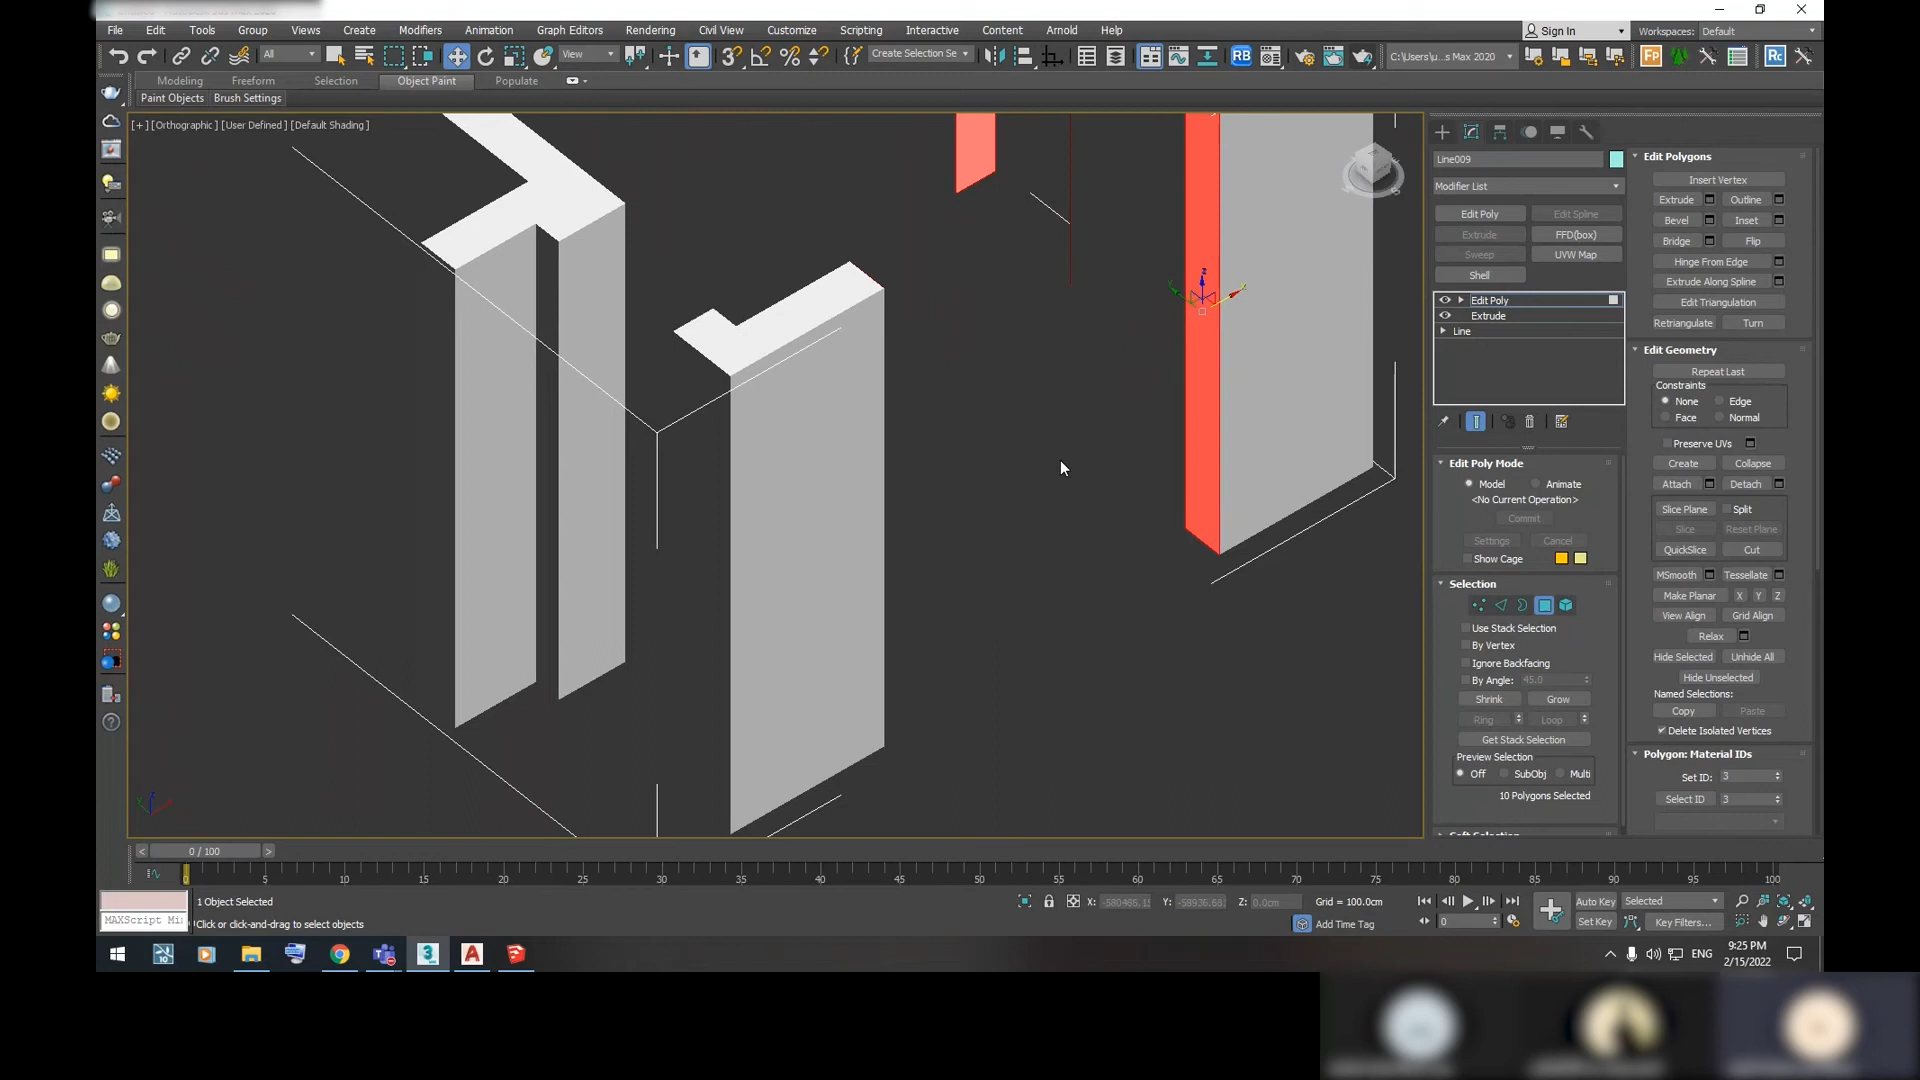 File Edit Tools Group Views Create Modifiers Animation Graph Editors Rendering Civil View Customize Scripting Interactive Content Arnold Help Sign In Workspaces: Default
All View Create Selection Se RB C:\Users\u...s Max 2020 Fp Rc
Modeling Freeform Selection Object Paint Populate
Paint Objects Brush Settings
[+] [Orthographic] [User Defined] [Default Shading]
Line009
Modifier List
Edit Poly Edit Spline
Extrude FFD(box)
Sweep UVW Map
Shell
Edit Poly
Extrude
Line
Edit Poly Mode
Model Animate
<No Current Operation>
Commit
Settings Cancel
Show Cage
Selection
Use Stack Selection
By Vertex
Ignore Backfacing
By Angle: 45.0
Shrink Grow
Ring Loop
Get Stack Selection
Preview Selection
Off SubObj Multi
10 Polygons Selected
Edit Polygons
Insert Vertex
Extrude Outline
Bevel Inset
Bridge Flip
Hinge From Edge
Extrude Along Spline
Edit Triangulation
Retriangulate Turn
Edit Geometry
Repeat Last
Constraints
None Edge
Face Normal
Preserve UVs
Create Collapse
Attach Detach
Slice Plane Split
Slice Reset Plane
QuickSlice Cut
MSmooth Tessellate
Make Planar X Y Z
View Align Grid Align
Relax
Hide Selected Unhide All
Hide Unselected
Named Selections:
Copy Paste
Delete Isolated Vertices
Polygon: Material IDs
Set ID: 3
Select ID 3
< 0 / 100 >
0 5 10 15 20 25 30 35 40 45 50 55 60 65 70 75 80 85 90 95 100
1 Object Selected X: Y: Z: 0.0cm Grid = 100.0cm Auto Key Selected
MAXScript Mi Click or click-and-drag to select objects Add Time Tag 0 Set Key Key Filters...
ENG 9:25 PM
2/15/2022